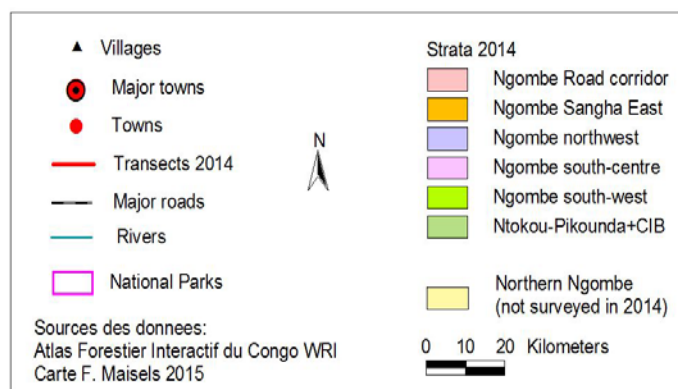 Villages
Major towns
Towns
Transects 2014
Major roads
Rivers
National Parks
Sources des donnees:
Atlas Forestier Interactif du Congo WRI
Carte F. Maisels 2015
N
Strata 2014
Ngombe Road corridor
Ngombe Sangha East
Ngombe northwest
Ngombe south-centre
Ngombe south-west
Ntokou-Pikounda+CIB
Northern Ngombe
(not surveyed in 2014)
0 10 20 Kilometers